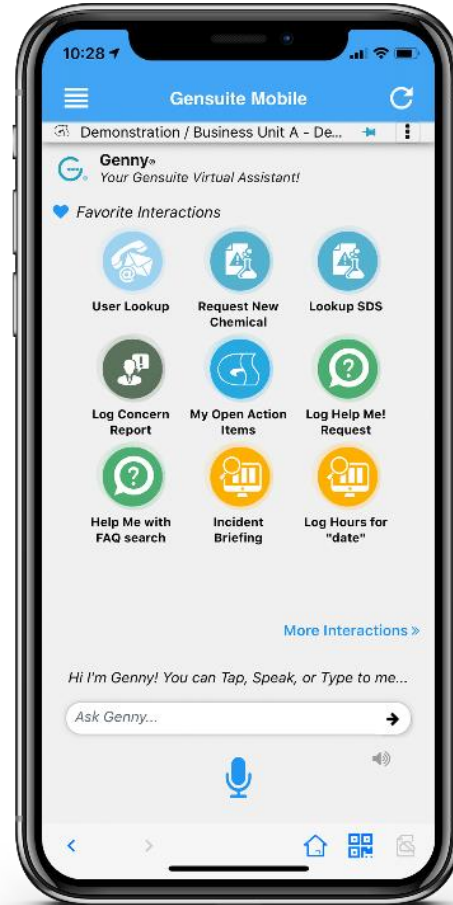 10:28
Gensuite Mobile
Demonstration / Business Unit A - De...
Genny®
Your Gensuite Virtual Assistant!
Favorite Interactions
User Lookup
Request New
Chemical
Lookup SDS
Log Concern
Report
My Open Action
Items
Log Help Me!
Request
Help Me with
FAQ search
Incident
Briefing
Log Hours for
"date"
More Interactions »
Hi I'm Genny! You can Tap, Speak, or Type to me...
Ask Genny...